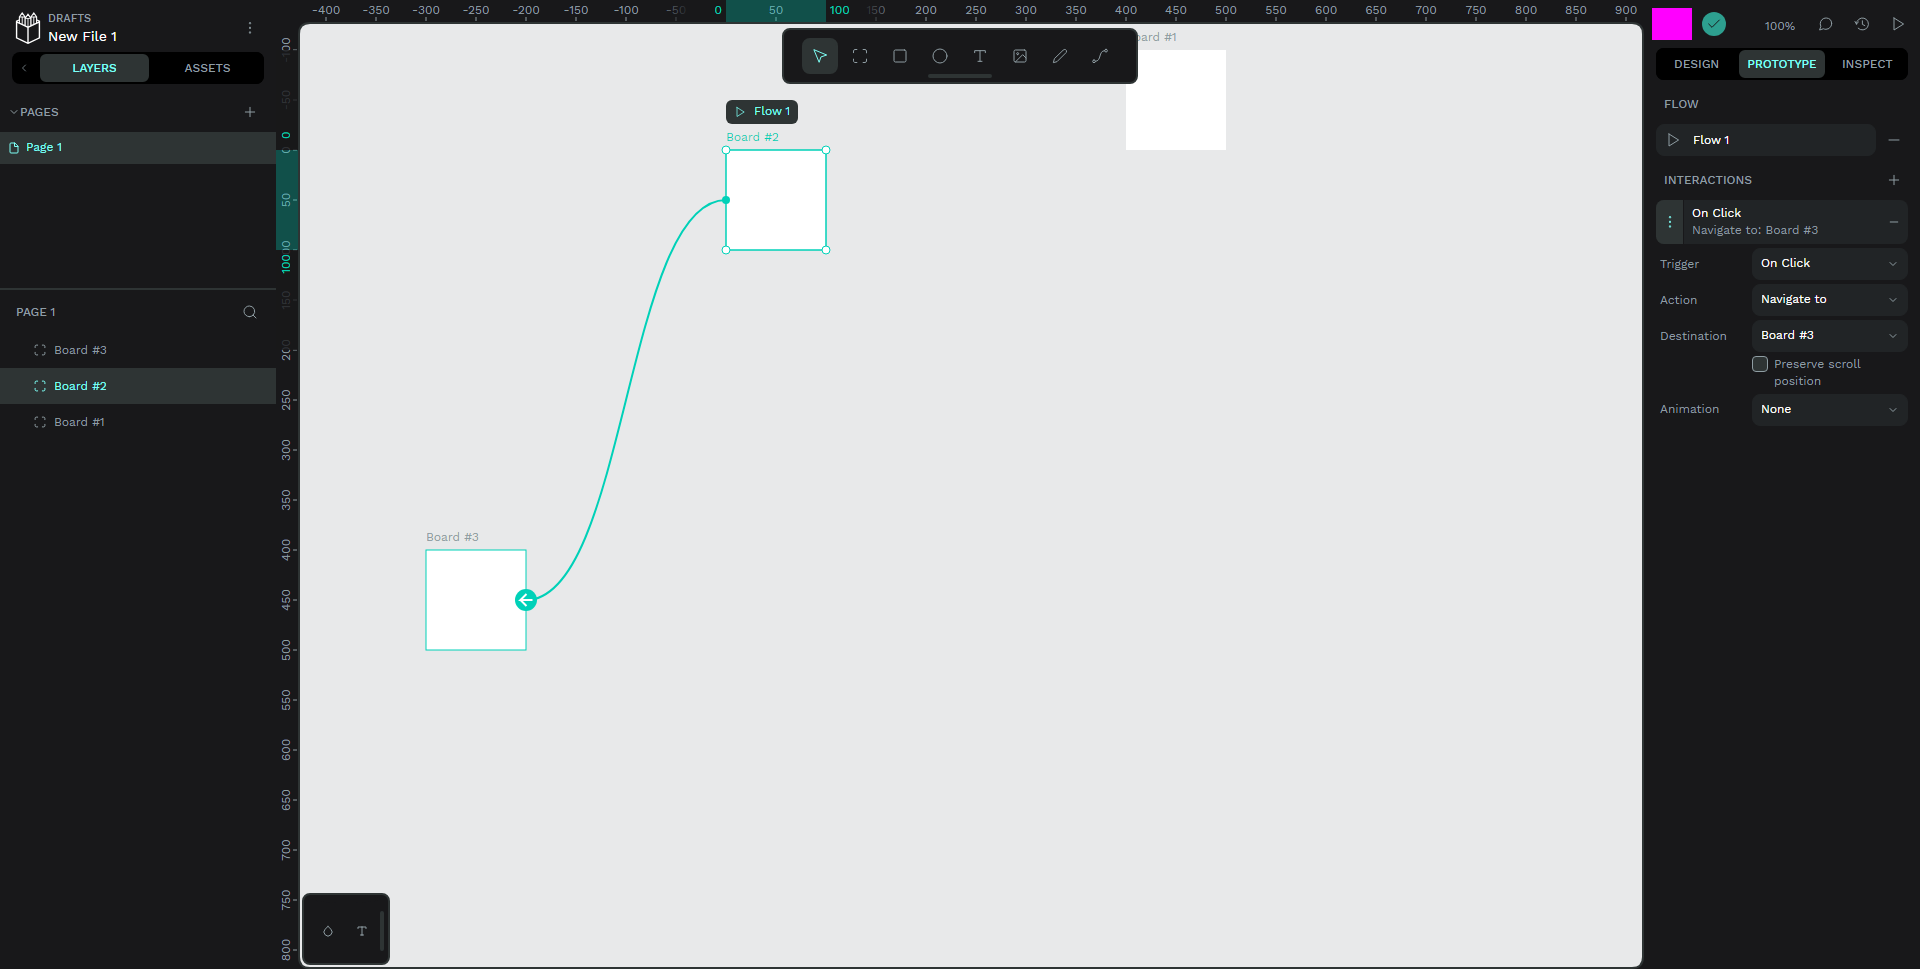 DRAFTS
New File 1
LAYERS
ASSETS
PAGES
Page 1
PAGE 1
Board #3
Board #2
Board #1
-400 -350 -300 -250 -200 -150 -100 -50 0 50 100 150 200 250 300 350 400 450 500 550 600 650 700 750 800 850 900
-100
-50
0
50
100
150
200
250
300
350
400
450
500
550
600
650
700
750
800
Flow 1
Board #2
Board #3
ard #1
100%
DESIGN
PROTOTYPE
INSPECT
FLOW
Flow 1
INTERACTIONS
On Click
Navigate to: Board #3
Trigger
On Click
Action
Navigate to
Destination
Board #3
Preserve scroll
position
Animation
None